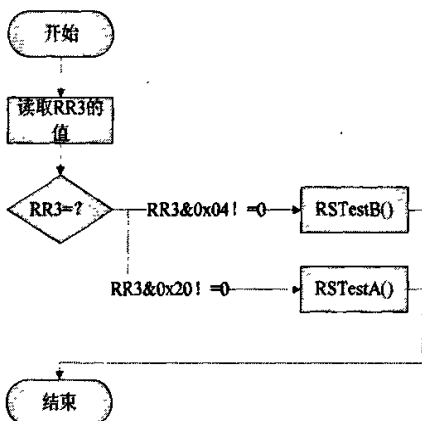 开始
读取RR3的
值
RR3=?
RR3&0x04！=0
RSTestB()
RR3&0x20！=0
RSTestA()
结束